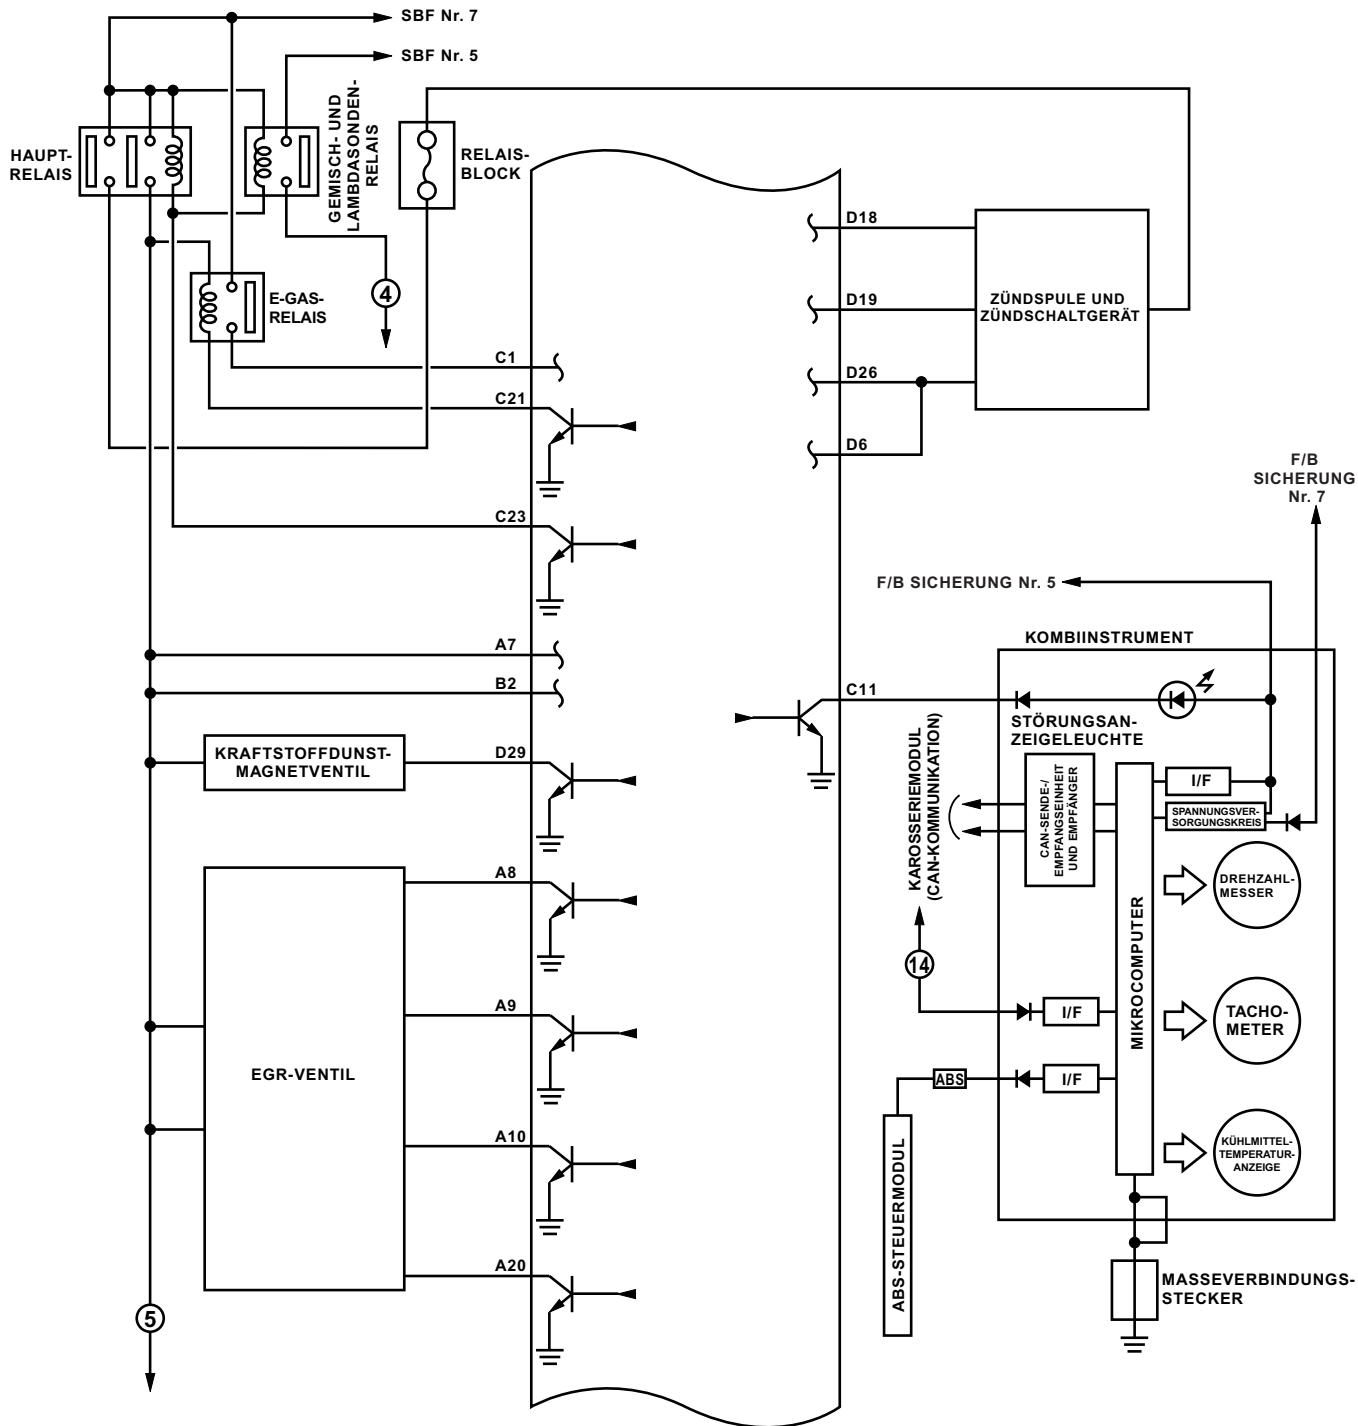 SBF Nr. 7
SBF Nr. 5
HAUPT-
RELAIS
GEMISCH- UND
LAMBDASONDEN-
RELAIS
RELAIS-
BLOCK
E-GAS-
RELAIS
4
C1
C21
C23
A7
B2
KRAFTSTOFFDUNST-
MAGNETVENTIL
D29
EGR-VENTIL
A8
A9
A10
A20
5
D18
D19
D26
D6
ZÜNDSPULE UND
ZÜNDSCHALTGERÄT
F/B
SICHERUNG
Nr. 7
F/B SICHERUNG Nr. 5
KOMBIINSTRUMENT
C11
STÖRUNGSAN-
ZEIGELEUCHTE
KAROSSERIEMODUL
(CAN-KOMMUNIKATION)
CAN-SENDE-/
EMPFANGSEINHEIT
UND EMPFÄNGER
MIKROCOMPUTER
I/F
SPANNUNGSVER-
SORGUNGSKREIS
DREHZAHL-
MESSER
14
I/F
TACHO-
METER
ABS
I/F
ABS-STEUERMODUL
KÜHLMITTEL-
TEMPERATUR-
ANZEIGE
MASSEVERBINDUNGS-
STECKER